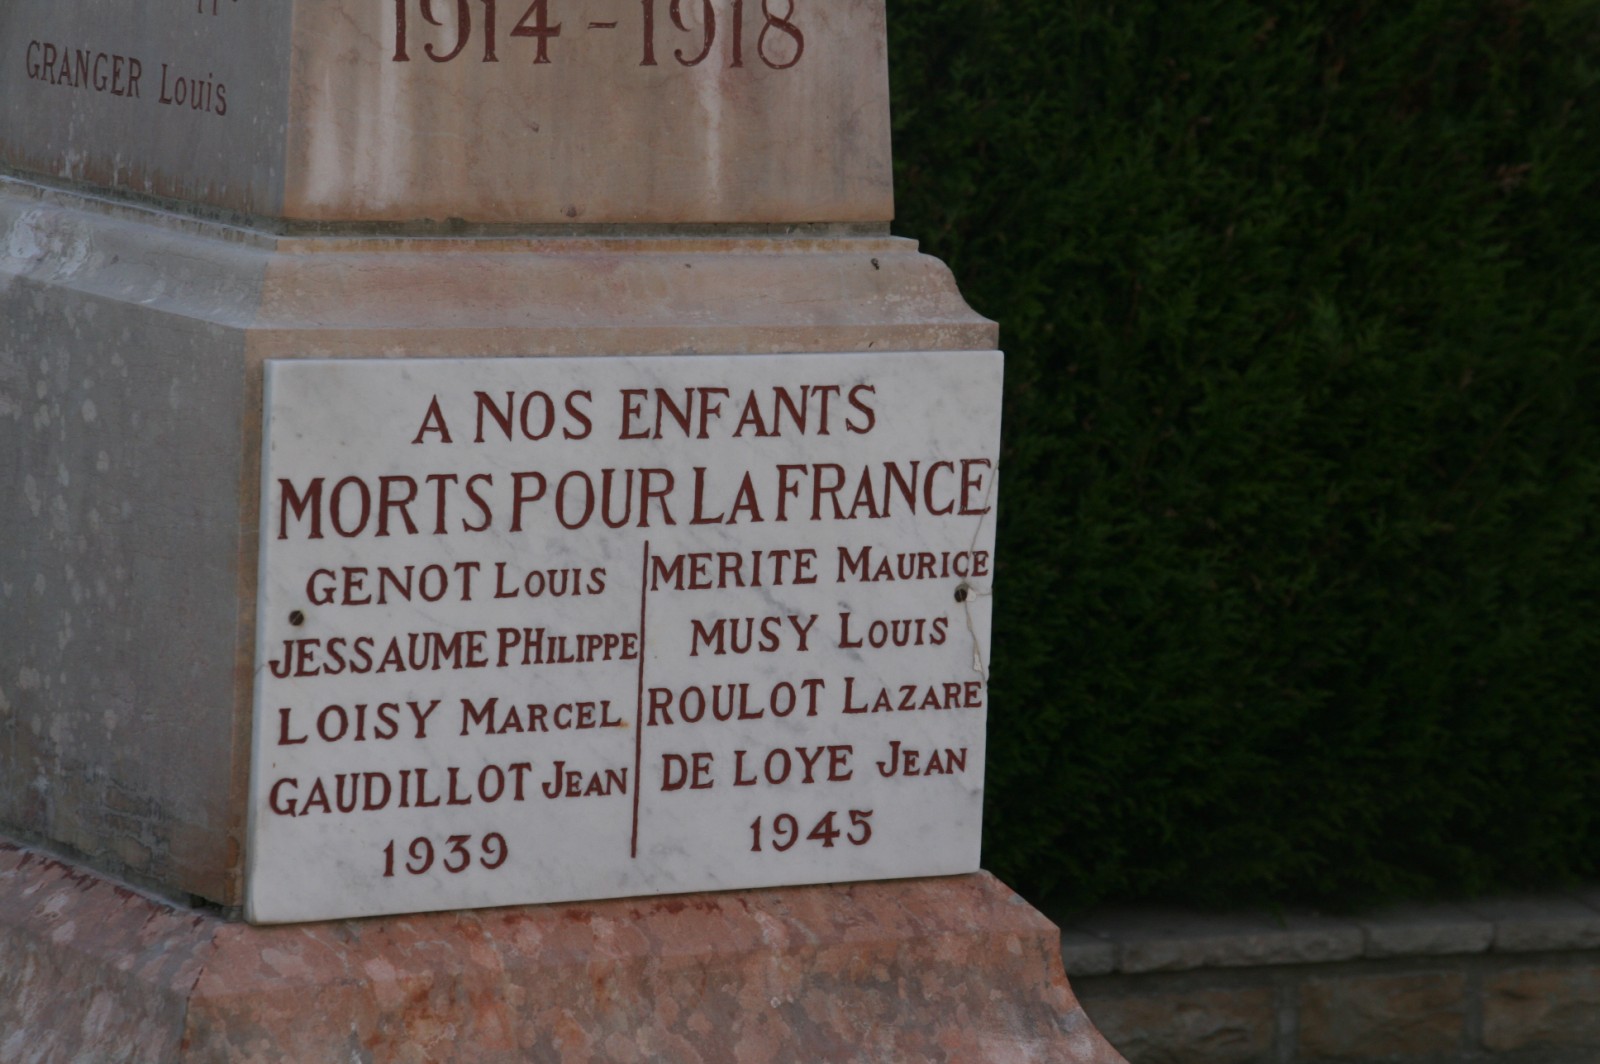 GRANGER Louis
1914-1918
A NOS ENFANTS
MORTS POUR LA FRANCE
GENOT LOUIS
JESSAUME PHILIPPE
LOISY MARCEL
GAUDILLOT JEAN
1939
MERITE MAURICE
MUSY LOUIS
ROULOT LAZARE
DE LOYE JEAN
1945